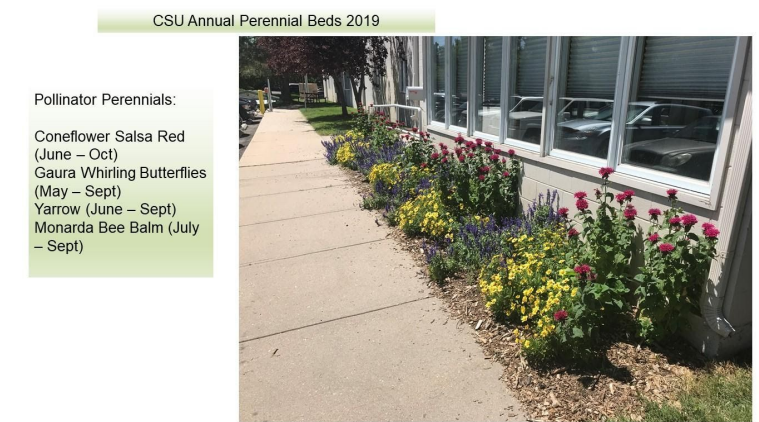 CSU Annual Perennial Beds 2019
Pollinator Perennials:
Coneflower Salsa Red
(June – Oct)
Gaura Whirling Butterflies
(May – Sept)
Yarrow (June – Sept)
Monarda Bee Balm (July
– Sept)